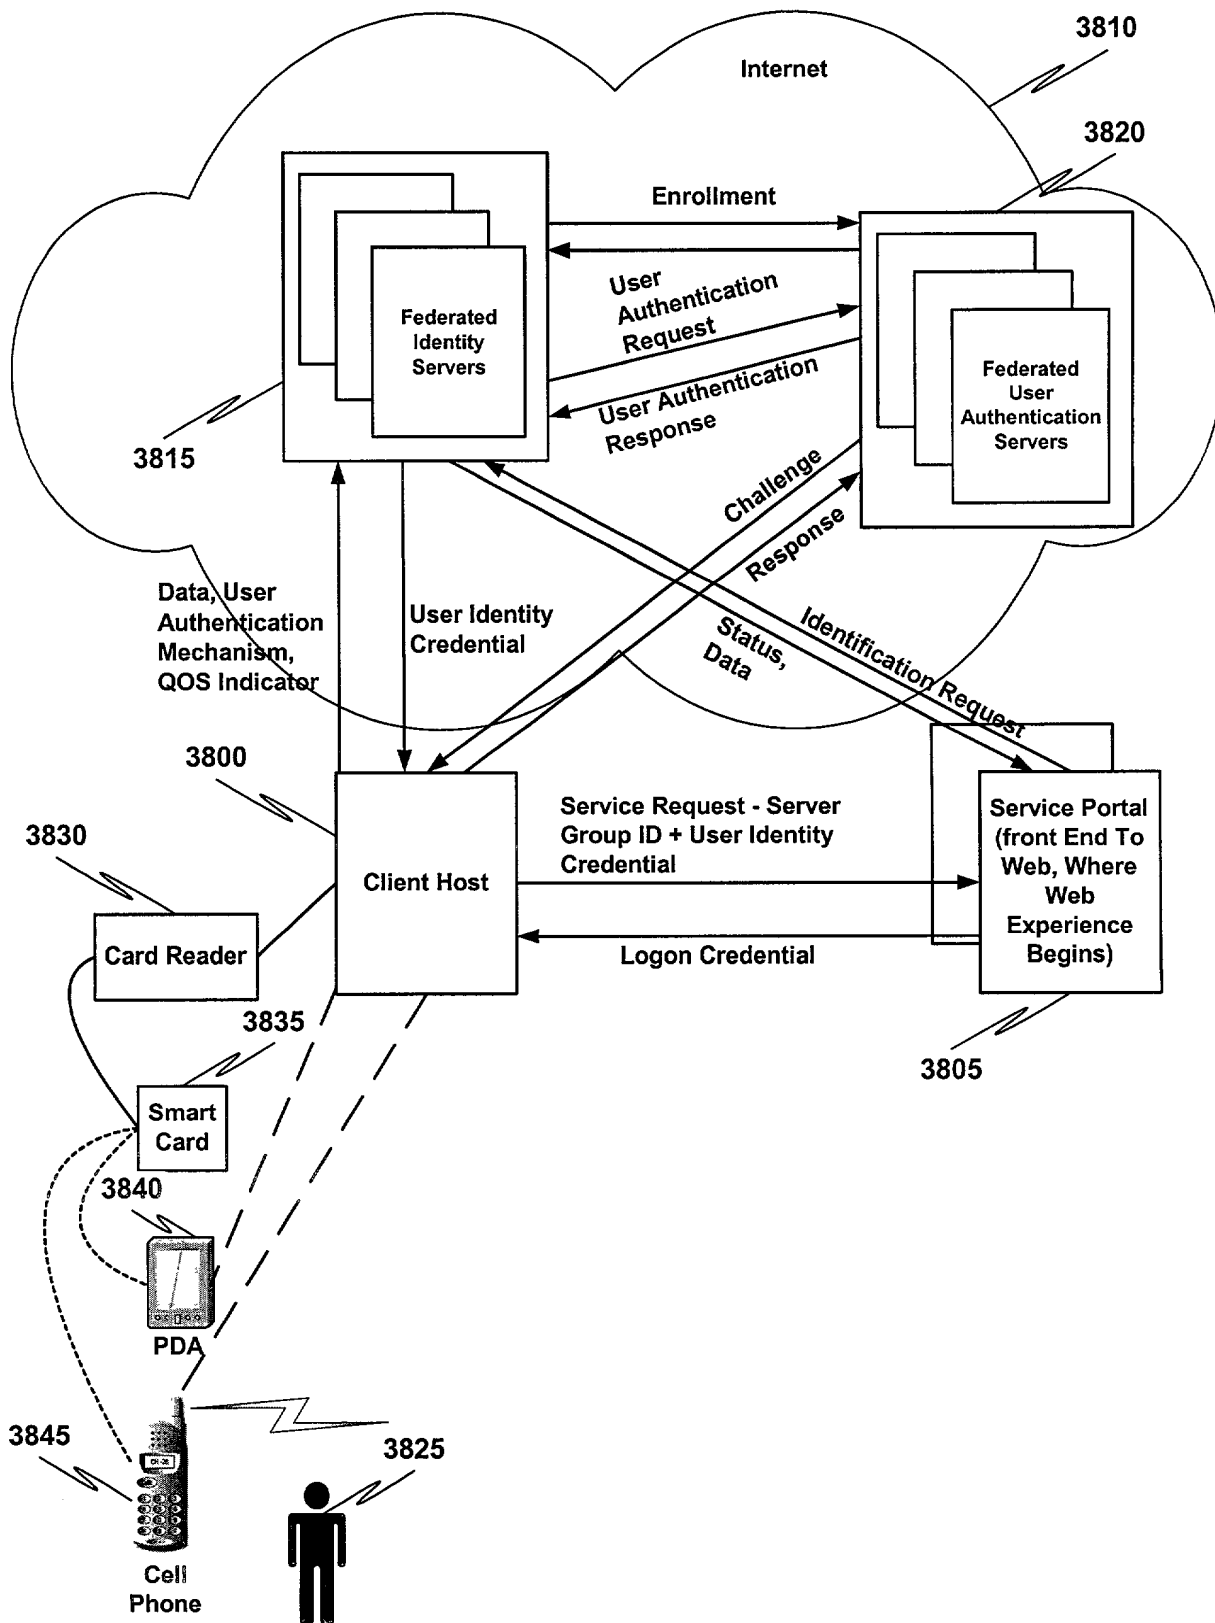 3810
Internet
3820
Enrollment
User
Authentication
Request
Federated
Identity
Servers
User Authentication
Response
Federated
User
Authentication
Servers
3815
Challenge
Response
Data, User
Authentication
Mechanism,
QOS Indicator
User Identity
Credential
Identification Request
Status,
Data
3800
3830
Service Request - Server
Group ID + User Identity
Credential
Service Portal
(front End To
Web, Where
Web
Experience
Begins)
Client Host
Card Reader
Logon Credential
3835
3805
Smart
Card
3840
PDA
3845
3825
Cell
Phone